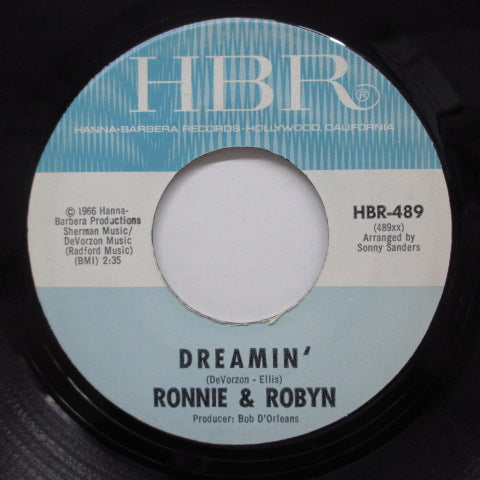 HBR®
HANNA-BARBERA RECORDS · HOLLYWOOD, CALIFORNIA
© 1966 Hanna-
Barbera Productions
Sherman Music/
DeVorzon Music
(Radford Music)
(BMI) 2:35
HBR-489
(489xx)
Arranged by
Sonny Sanders
DREAMIN'
(DeVorzon - Ellis)
RONNIE & ROBYN
Producer: Bob D'Orleans